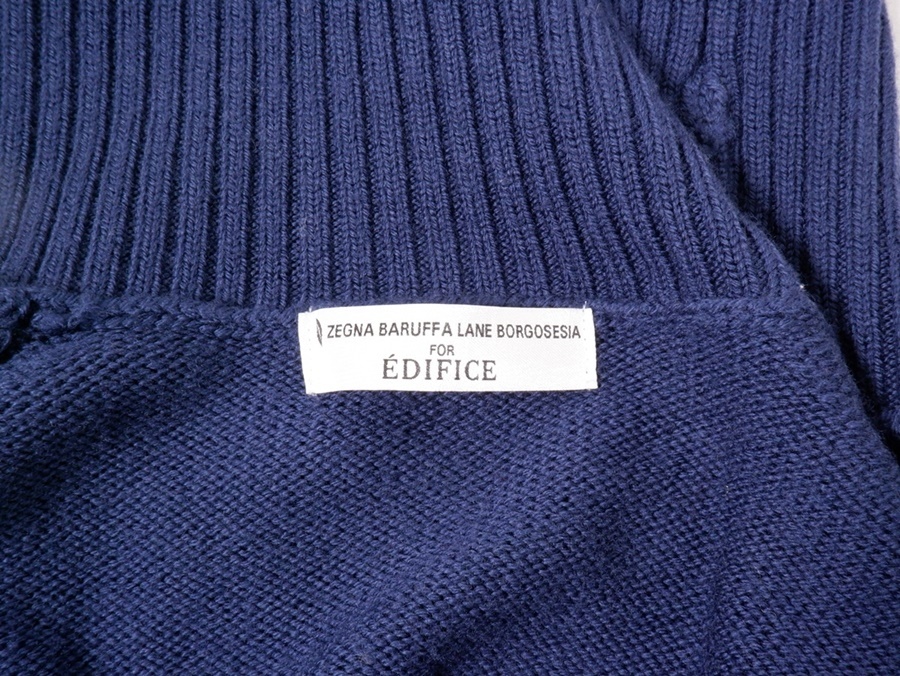 ZEGNA BARUFFA LANE BORGOSESIA
FOR
ÉDIFICE